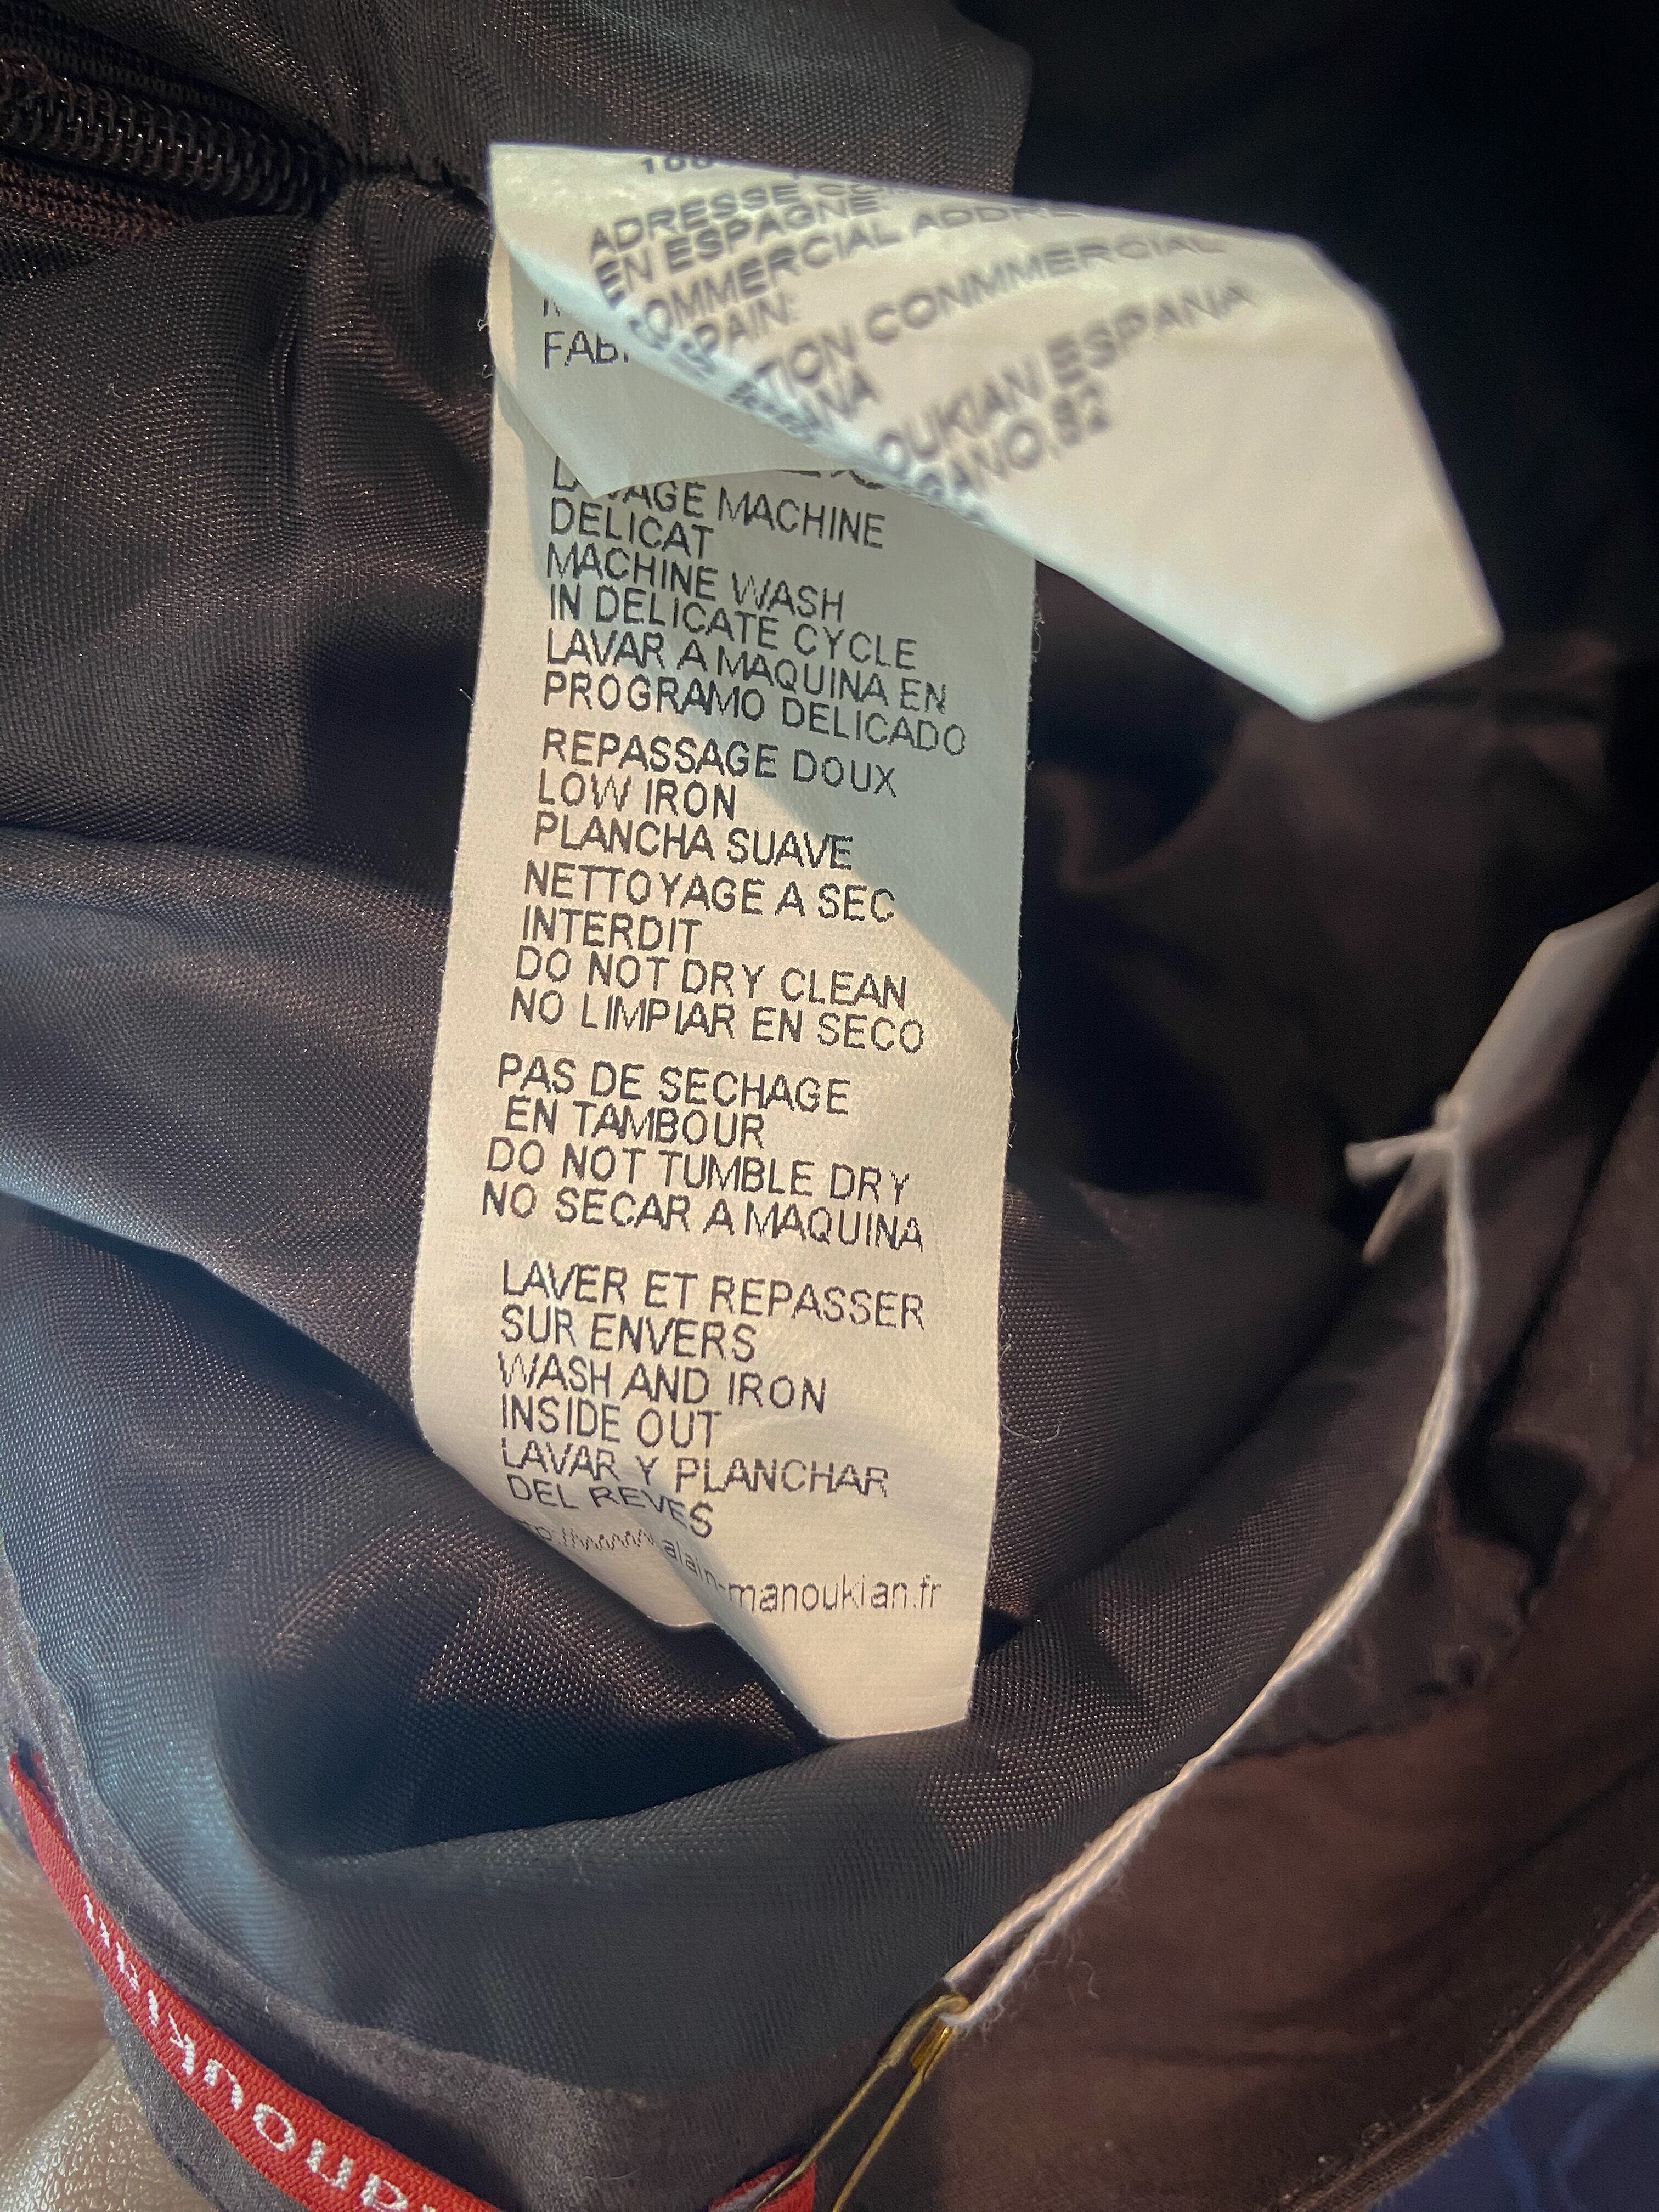 ADRESSE
EN ESPAGNE:
COMMERCIAL
CONMMERCIAL
ESPANA
82
MACHINE
DELICAT
MACHINE WASH
IN DELICATE CYCLE
LAVAR A MAQUINA EN
PROGRAMO DELICADO
REPASSAGE DOUX
LOW IRON
PLANCHA SUAVE
NETTOYAGE A SEC
INTERDIT
DO NOT DRY CLEAN
NO LIMPIAR EN SECO
PAS DE SECHAGE
EN TAMBOUR
DO NOT TUMBLE DRY
NO SECAR A MAQUINA
LAVER ET REPASSER
SUR ENVERS
WASH AND IRON
INSIDE OUT
LAVAR Y PLANCHAR
DEL REVES
alain-manoukian.fr